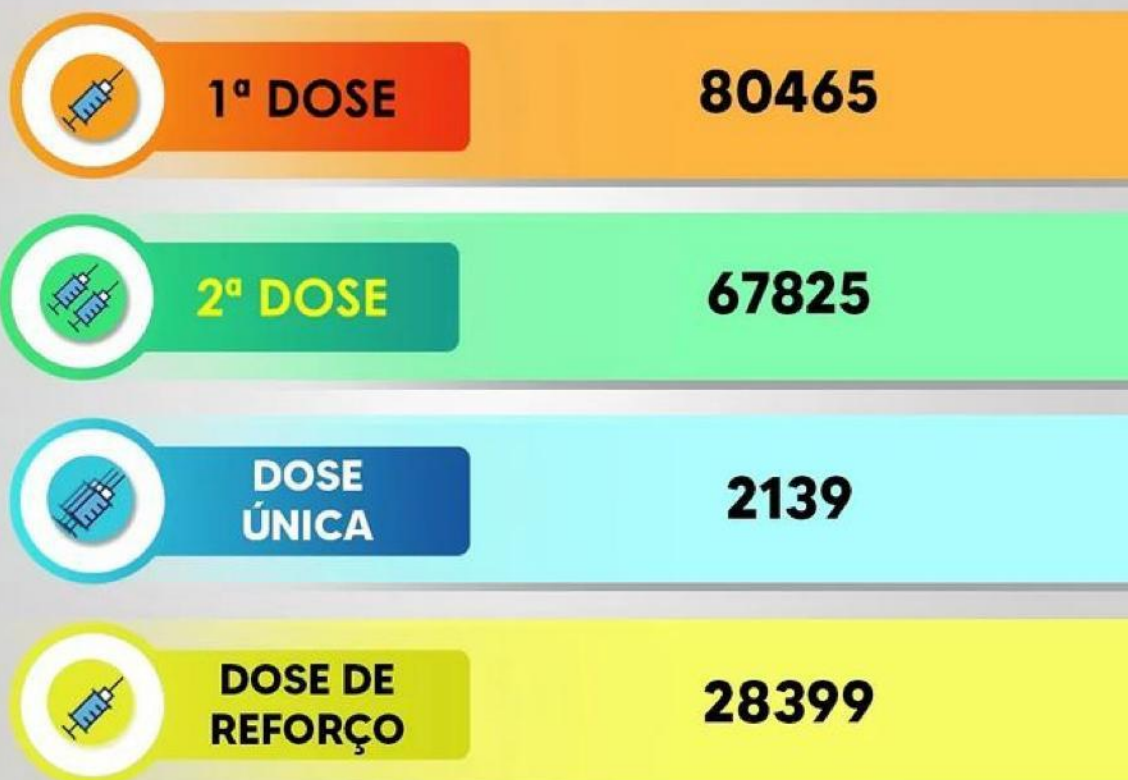 1ª DOSE
80465
2ª DOSE
67825
DOSE
ÚNICA
2139
DOSE DE
REFORÇO
28399